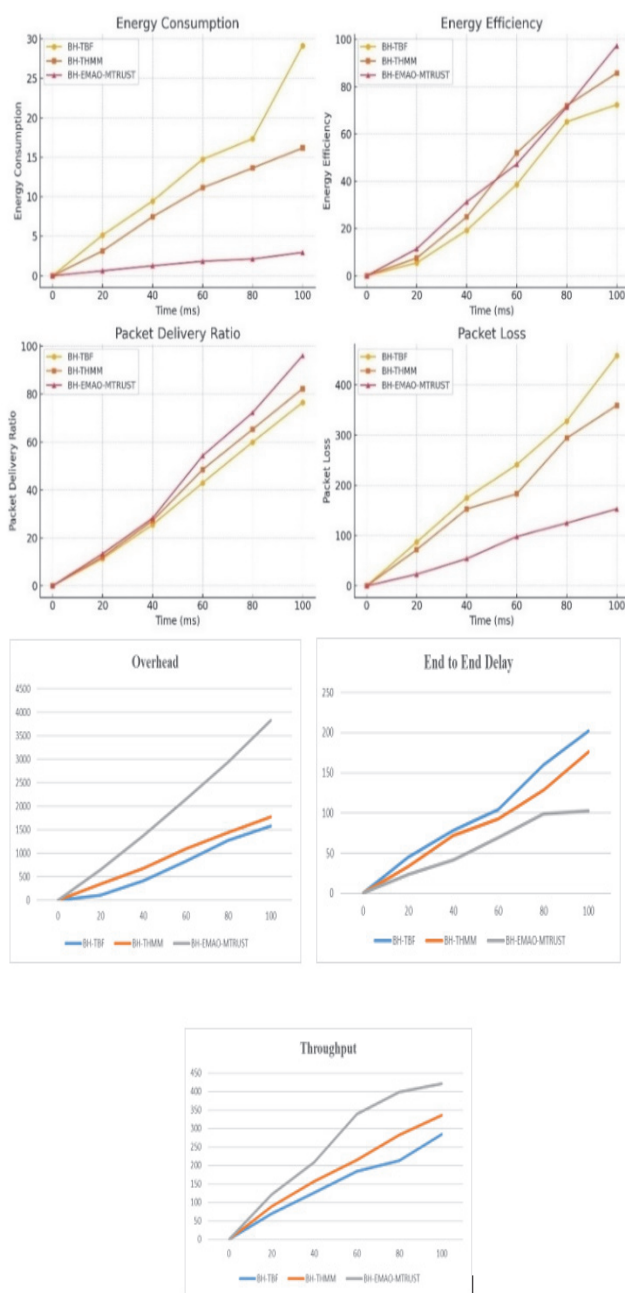 Energy Consumption
BH-TBF
BH-THMM
BH-EMAO-MTRUST
Energy Consumption
30
25
20
15
10
5
0
0 20 40 60 80 100
Time (ms)
Energy Efficiency
BH-TBF
BH-THMM
BH-EMAO-MTRUST
Energy Efficiency
100
80
60
40
20
0
0 20 40 60 80 100
Time (ms)
Packet Delivery Ratio
BH-TBF
BH-THMM
BH-EMAO-MTRUST
Packet Delivery Ratio
100
80
60
40
20
0
0 20 40 60 80 100
Time (ms)
Packet Loss
BH-TBF
BH-THMM
BH-EMAO-MTRUST
Packet Loss
400
300
200
100
0
0 20 40 60 80 100
Time (ms)
Overhead
4500
4000
3500
3000
2500
2000
1500
1000
500
0
0 20 40 60 80 100
BH-TBF BH-THMM BH-EMAO-MTRUST
End to End Delay
250
200
150
100
50
0
0 20 40 60 80 100
BH-TBF BH-THMM BH-EMAO-MTRUST
Throughput
450
400
350
300
250
200
150
100
50
0
0 20 40 60 80 100
BH-TBF BH-THMM BH-EMAO-MTRUST